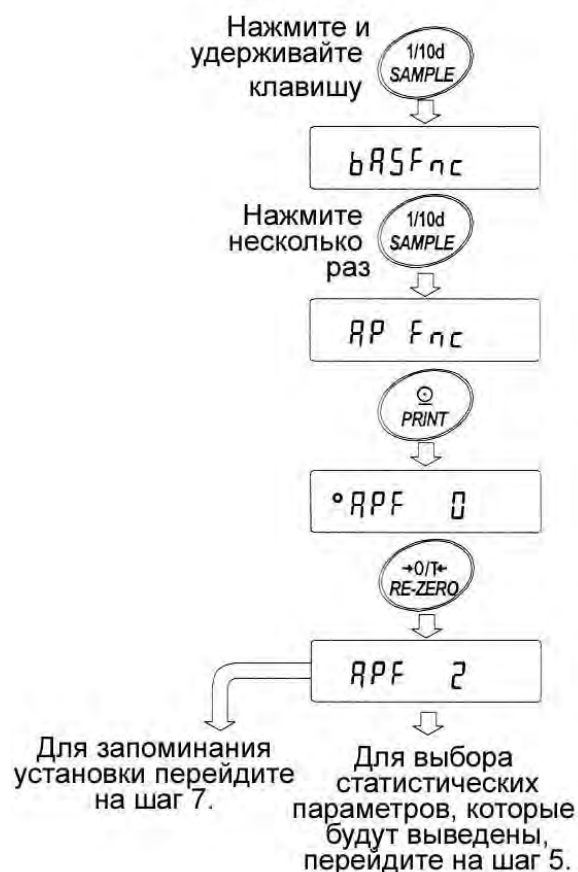 Нажмите и
удерживайте
клавишу
1/10d
SAMPLE
bASFnc
Нажмите
несколько
раз
1/10d
SAMPLE
AP Fnc
PRINT
°APF 0
→0/T←
RE-ZERO
APF 2
Для запоминания
установки перейдите
на шаг 7.
Для выбора
статистических
параметров, которые
будут выведены,
перейдите на шаг 5.